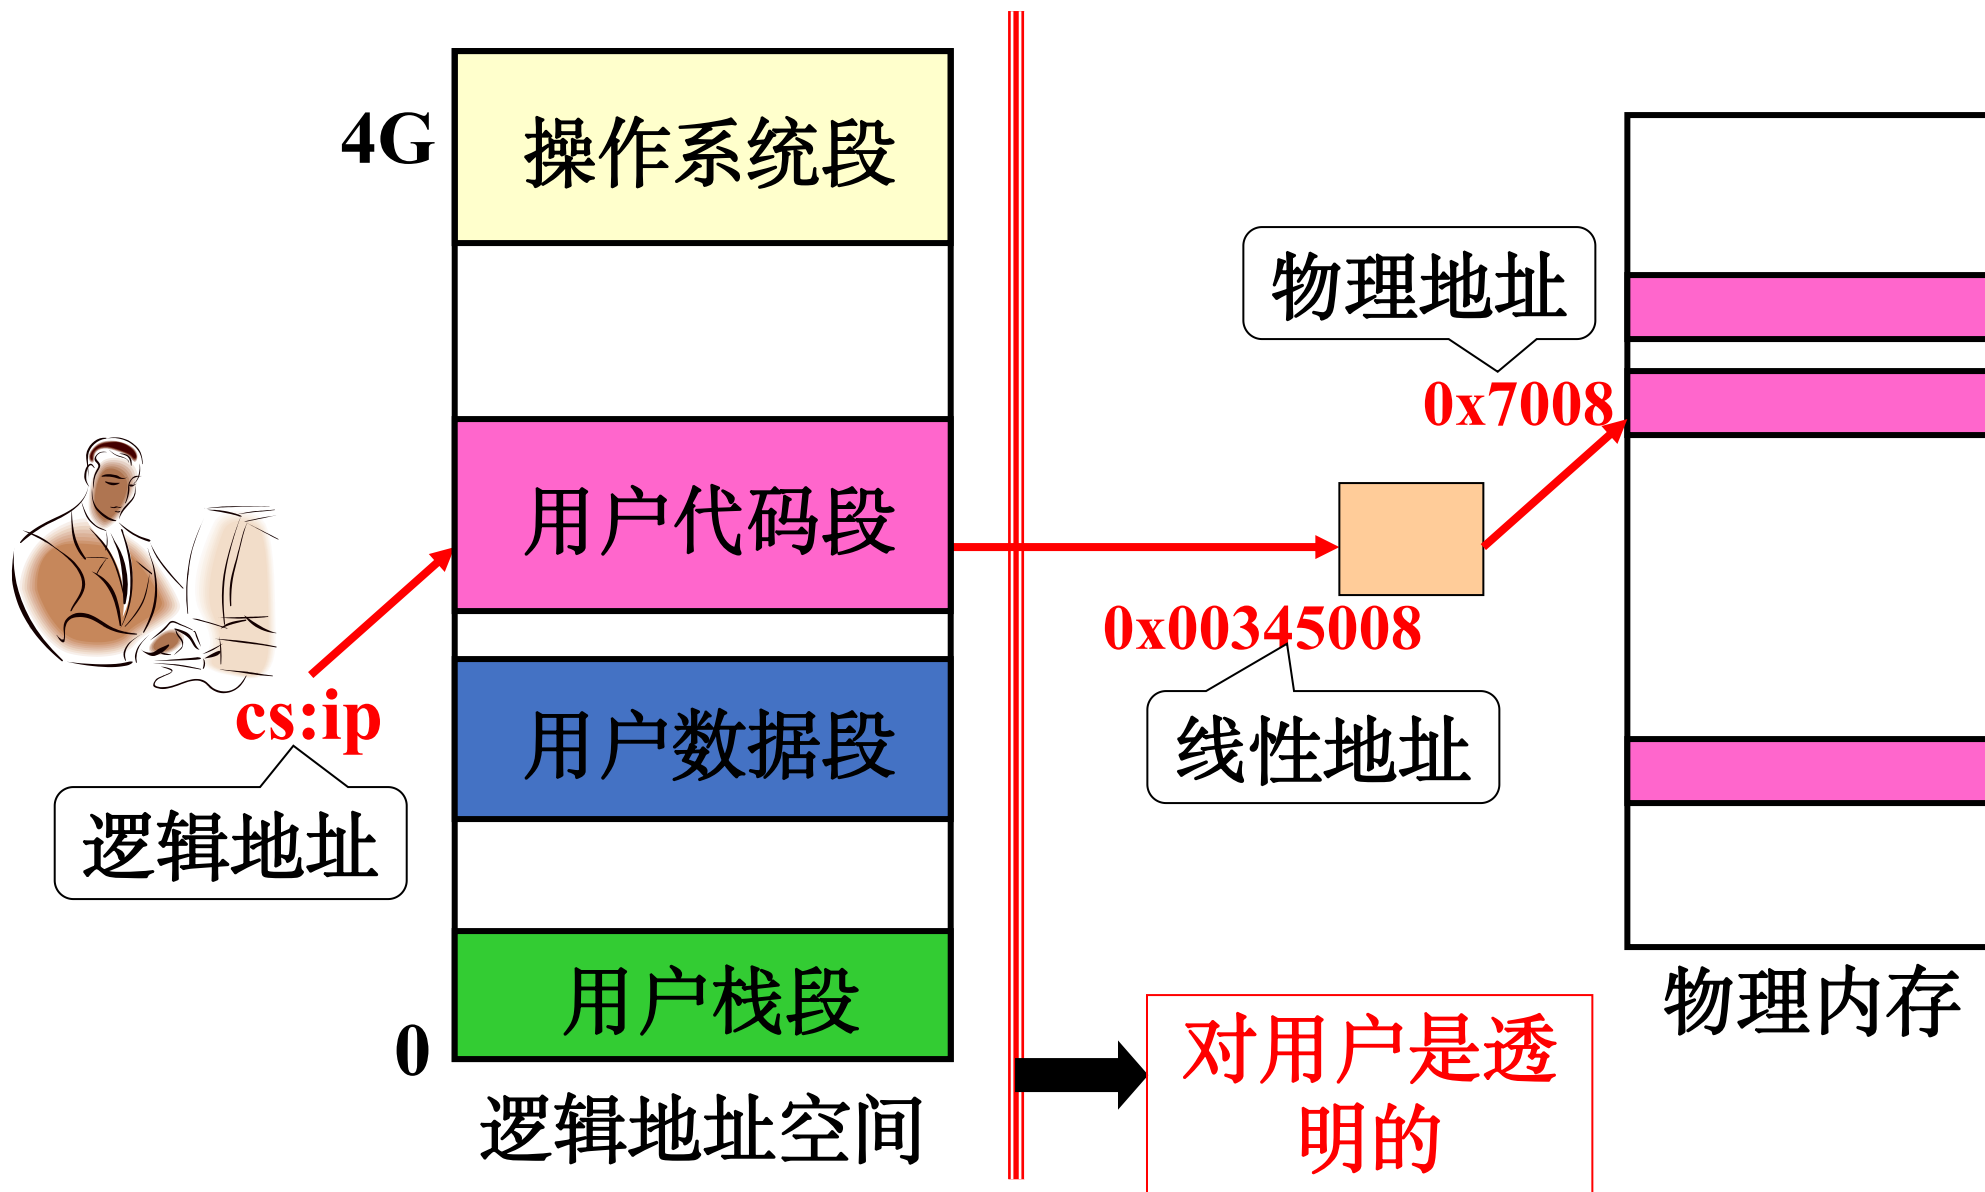 4G
操作系统段
用户代码段
用户数据段
用户栈段
0
逻辑地址空间
cs:ip
逻辑地址
物理地址
0x7008
0x00345008
线性地址
物理内存
对用户是透
明的